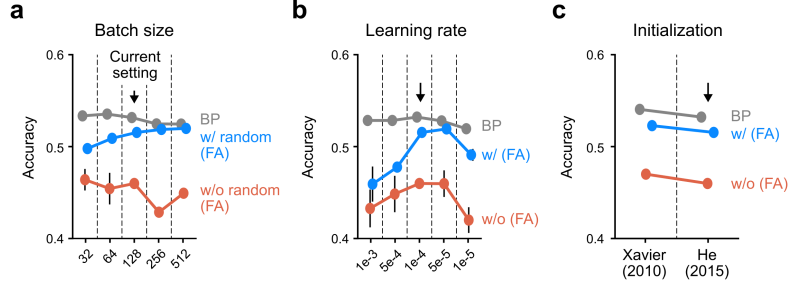 a
Batch size
0.6
0.5
0.4
Accuracy
Current
setting
BP
w/ random
(FA)
w/o random
(FA)
32
64
128
256
512
b
Learning rate
0.6
0.5
0.4
Accuracy
BP
w/ (FA)
w/o (FA)
1e-3
5e-4
1e-4
5e-5
1e-5
c
Initialization
0.6
0.5
0.4
Accuracy
BP
w/ (FA)
w/o (FA)
Xavier
(2010)
He
(2015)